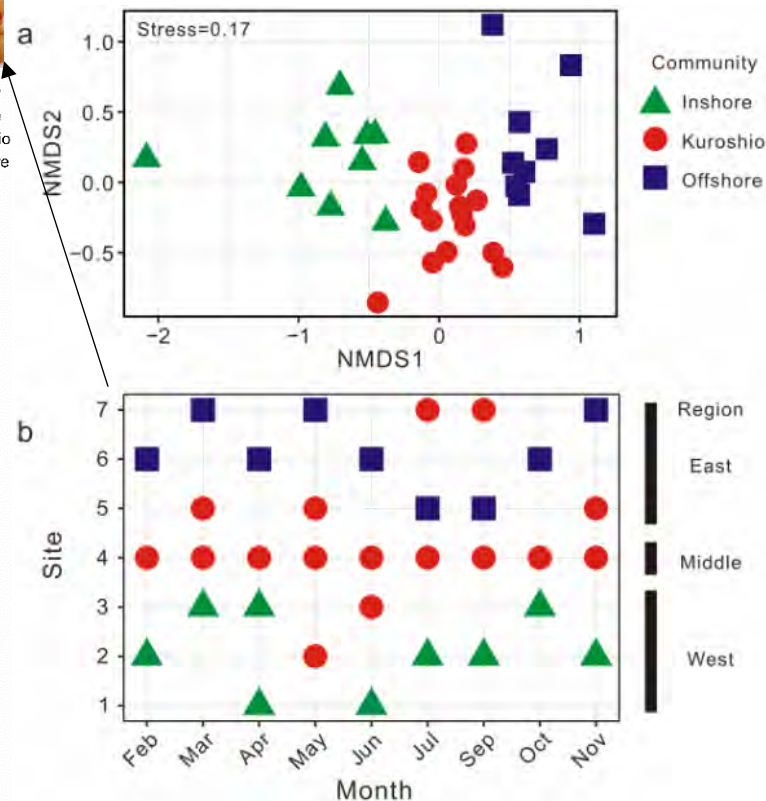 a
Stress=0.17
1.0
0.5
0.0
−0.5
NMDS2
−2
−1
0
1
NMDS1
Community
Inshore
Kuroshio
Offshore
io
re
b
7
6
5
4
3
2
1
Site
Feb
Mar
Apr
May
Jun
Jul
Sep
Oct
Nov
Month
Region
East
Middle
West